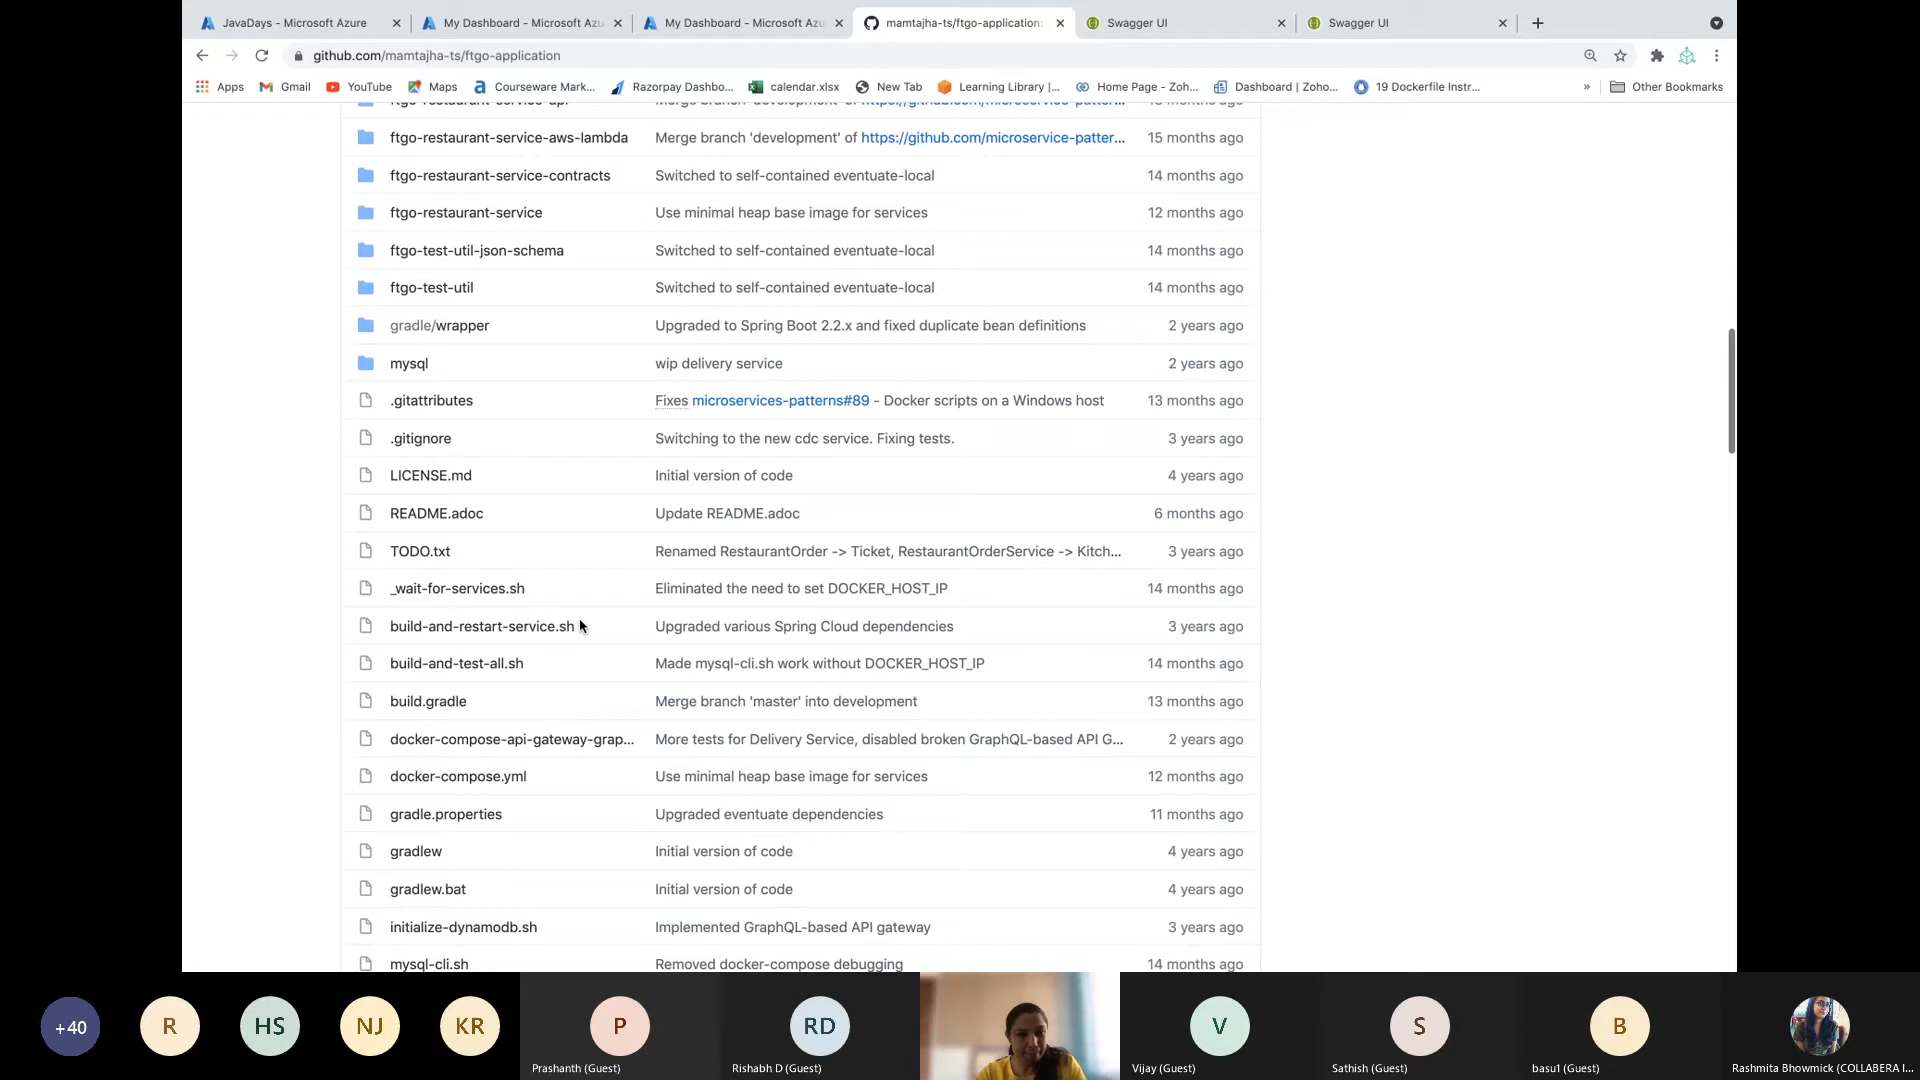 JavaDays - Microsoft Azure
My Dashboard - Microsoft Azu
My Dashboard - Microsoft Azu
mamtajha-ts/ftgo-application:
Swagger UI
Swagger UI
github.com/mamtajha-ts/ftgo-application
Apps
Gmail
YouTube
Maps
Courseware Mark...
Razorpay Dashbo...
calendar.xlsx
New Tab
Learning Library |...
Home Page - Zoh...
Dashboard | Zoho...
19 Dockerfile Instr...
»
Other Bookmarks
ftgo-restaurant-service-api Merge branch 'development' of https://github.com/microservice-patter...
ftgo-restaurant-service-aws-lambda Merge branch 'development' of https://github.com/microservice-patter... 15 months ago
ftgo-restaurant-service-contracts Switched to self-contained eventuate-local 14 months ago
ftgo-restaurant-service Use minimal heap base image for services 12 months ago
ftgo-test-util-json-schema Switched to self-contained eventuate-local 14 months ago
ftgo-test-util Switched to self-contained eventuate-local 14 months ago
gradle/wrapper Upgraded to Spring Boot 2.2.x and fixed duplicate bean definitions 2 years ago
mysql wip delivery service 2 years ago
.gitattributes Fixes microservices-patterns#89 - Docker scripts on a Windows host 13 months ago
.gitignore Switching to the new cdc service. Fixing tests. 3 years ago
LICENSE.md Initial version of code 4 years ago
README.adoc Update README.adoc 6 months ago
TODO.txt Renamed RestaurantOrder -> Ticket, RestaurantOrderService -> Kitch... 3 years ago
_wait-for-services.sh Eliminated the need to set DOCKER_HOST_IP 14 months ago
build-and-restart-service.sh Upgraded various Spring Cloud dependencies 3 years ago
build-and-test-all.sh Made mysql-cli.sh work without DOCKER_HOST_IP 14 months ago
build.gradle Merge branch 'master' into development 13 months ago
docker-compose-api-gateway-grap... More tests for Delivery Service, disabled broken GraphQL-based API G... 2 years ago
docker-compose.yml Use minimal heap base image for services 12 months ago
gradle.properties Upgraded eventuate dependencies 11 months ago
gradlew Initial version of code 4 years ago
gradlew.bat Initial version of code 4 years ago
initialize-dynamodb.sh Implemented GraphQL-based API gateway 3 years ago
mysql-cli.sh Removed docker-compose debugging 14 months ago
+40
R
HS
NJ
KR
P
RD
V
S
B
Prashanth (Guest)
Rishabh D (Guest)
Vijay (Guest)
Sathish (Guest)
basu1 (Guest)
Rashmita Bhowmick (COLLABERA I...